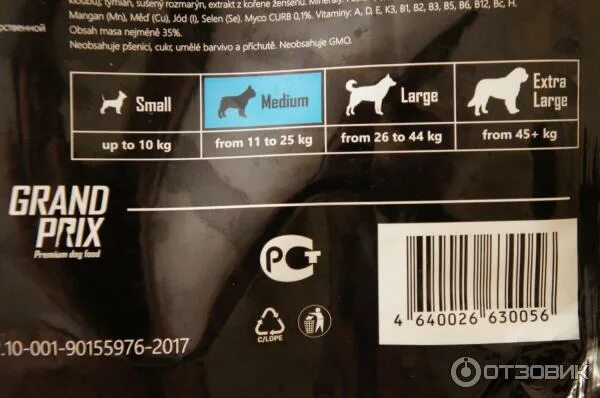 loubu), tymián, sušený rozmarýn, extrakt z kořene ženšenu.
Mangan (Mn), Měď (Cu), Jód (I), Selen (Se). Myco CURB 0,1%. Vitaminy: A, D, E, K3, B1, B2, B3, B5, B6, B12, Bc, H.
Obsah masa nejméně 35%.
Neobsahuje pšenici, cukr, umělé barvivo a příchutě. Neobsahuje GMO.
Small
Medium
Large
Extra
Large
up to 10 kg
from 11 to 25 kg
from 26 to 44 kg
from 45+ kg
GRAND
PRIX
Premium dog food
РСТ
C/LDPE
4 640026 630056
.10-001-90155976-2017
ОТЗОВИК